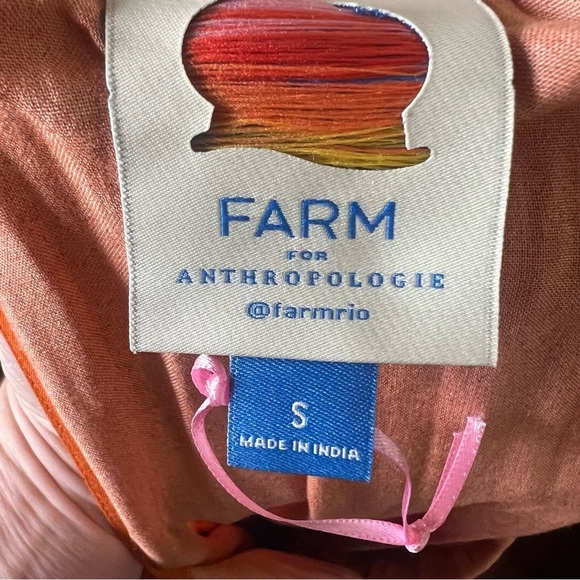 FARM
FOR
ANTHROPOLOGIE
@farmrio
S
MADE IN INDIA